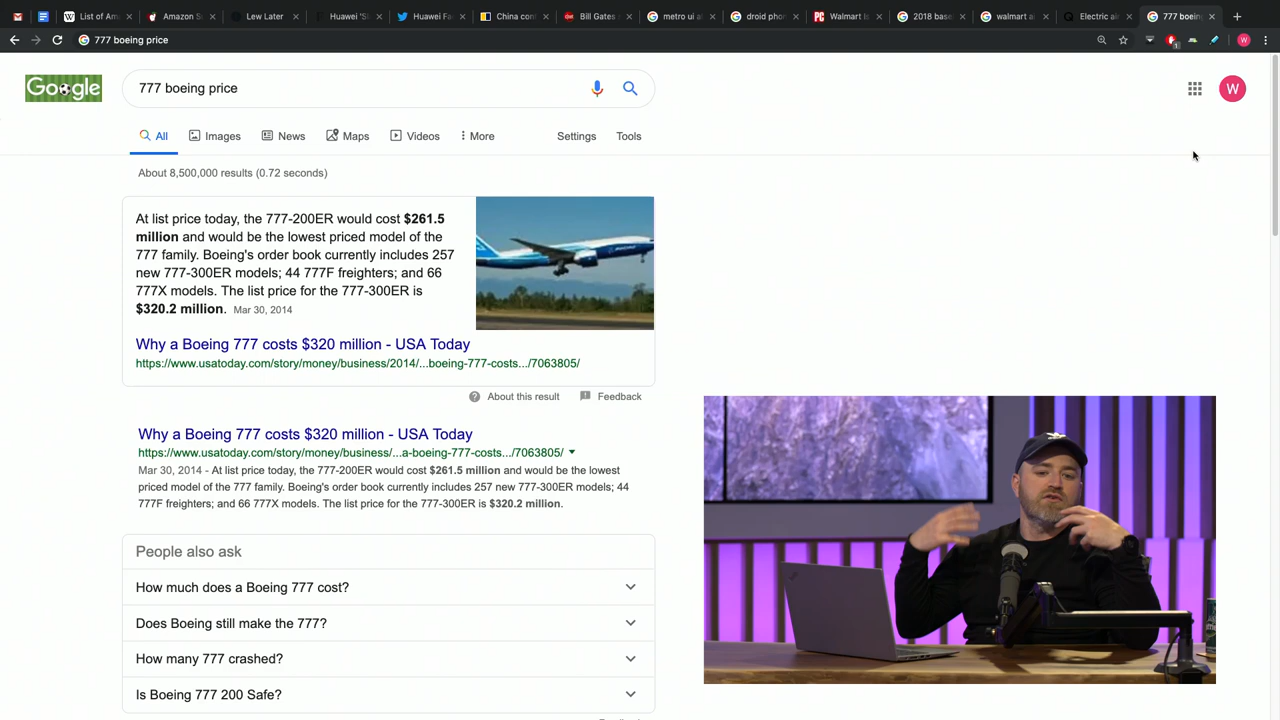 List of Am
Amazon S
Lew Later
Huawei 'S
Huawei Fa
China con
Bill Gates
metro ui a
droid pho
Walmart Ic
2018 base
walmart a
Electric ai
777 boein
777 boeing price
Google
777 boeing price
W
All
Images
News
Maps
Videos
More
Settings
Tools
About 8,500,000 results (0.72 seconds)
At list price today, the 777-200ER would cost $261.5
million and would be the lowest priced model of the
777 family. Boeing's order book currently includes 257
new 777-300ER models; 44 777F freighters; and 66
777X models. The list price for the 777-300ER is
$320.2 million. Mar 30, 2014
Why a Boeing 777 costs $320 million - USA Today
https://www.usatoday.com/story/money/business/2014/...boeing-777-costs.../7063805/
About this result
Feedback
Why a Boeing 777 costs $320 million - USA Today
https://www.usatoday.com/story/money/business/...a-boeing-777-costs.../7063805/
Mar 30, 2014 - At list price today, the 777-200ER would cost $261.5 million and would be the lowest
priced model of the 777 family. Boeing's order book currently includes 257 new 777-300ER models; 44
777F freighters; and 66 777X models. The list price for the 777-300ER is $320.2 million.
People also ask
How much does a Boeing 777 cost?
Does Boeing still make the 777?
How many 777 crashed?
Is Boeing 777 200 Safe?